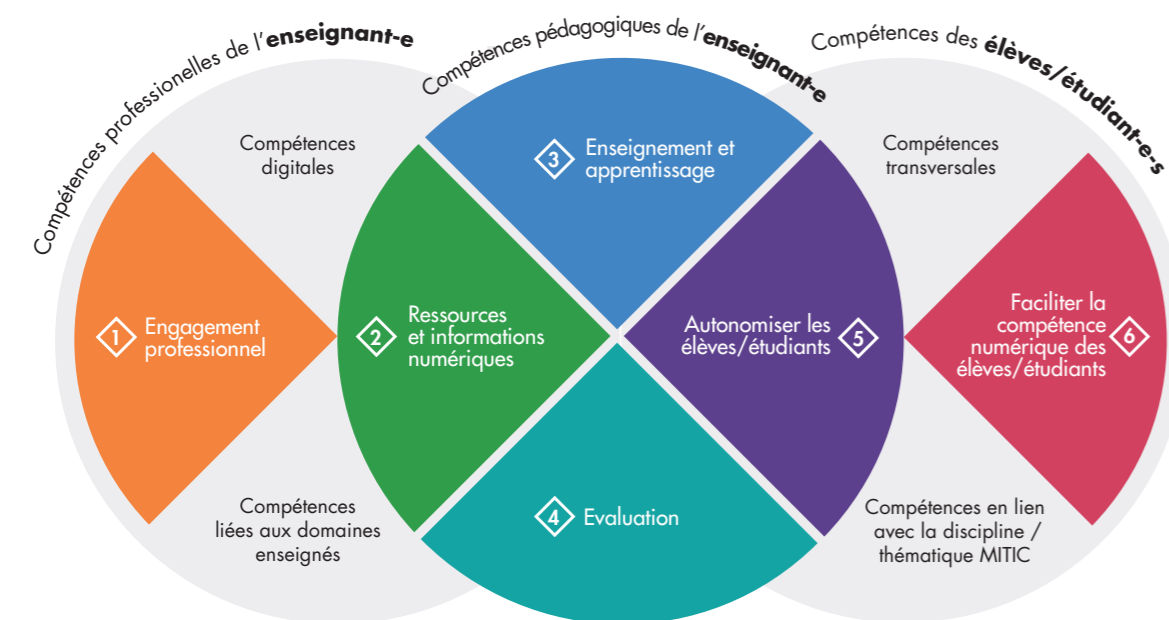 Compétences professionelles de l'enseignant-e
Compétences pédagogiques de l'enseignant-e
Compétences des élèves/étudiant-e-s
Compétences
digitales
3
Enseignement et
apprentissage
Compétences
transversales
1
Engagement
professionnel
2
Ressources
et informations
numériques
Autonomiser les
élèves/étudiants
5
Faciliter la
compétence
numérique des
élèves/étudiants
6
Compétences
liées aux domaines
enseignés
4
Evaluation
Compétences en lien
avec la discipline /
thématique MITIC